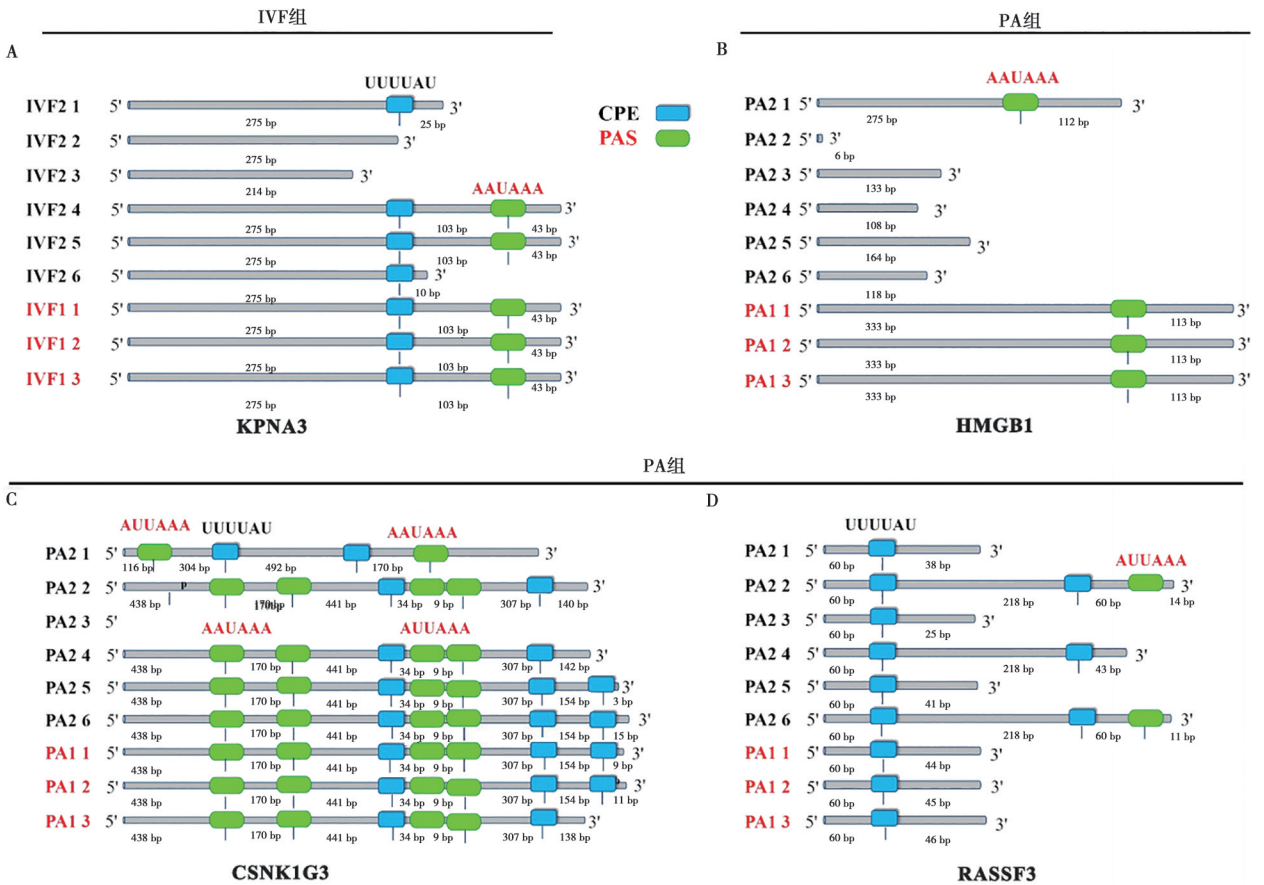 IVF组
A
UUUUAU
IVF2 1 5' 3'
275 bp 25 bp
IVF2 2 5' 3'
275 bp
IVF2 3 5' 3'
214 bp
AAUAAA
IVF2 4 5' 3'
275 bp 103 bp 43 bp
IVF2 5 5' 3'
275 bp 103 bp 43 bp
IVF2 6 5' 3'
275 bp 10 bp
IVF1 1 5' 3'
275 bp 103 bp 43 bp
IVF1 2 5' 3'
275 bp 103 bp 43 bp
IVF1 3 5' 3'
275 bp 103 bp 43 bp
KPNA3
CPE
PAS
PA组
B
AAUAAA
PA2 1 5' 3'
275 bp 112 bp
PA2 2 5' 3'
6 bp
PA2 3 5' 3'
133 bp
PA2 4 5' 3'
108 bp
PA2 5 5' 3'
164 bp
PA2 6 5' 3'
118 bp
PA1 1 5' 3'
333 bp 113 bp
PA1 2 5' 3'
333 bp 113 bp
PA1 3 5' 3'
333 bp 113 bp
HMGB1
PA组
C
AUUAAA UUUUAU AAUAAA
PA2 1 5' 3'
116 bp 304 bp 492 bp 170 bp
PA2 2 5' P 3'
438 bp 170bp 441 bp 34 bp 9 bp 307 bp 140 bp
PA2 3 5'
AAUAAA AUUAAA
PA2 4 5' 3'
438 bp 170 bp 441 bp 34 bp 9 bp 307 bp 142 bp
PA2 5 5' 3'
438 bp 170 bp 441 bp 34 bp 9 bp 307 bp 154 bp 3 bp
PA2 6 5' 3'
438 bp 170 bp 441 bp 34 bp 9 bp 307 bp 154 bp 15 bp
PA1 1 5' 3'
438 bp 170 bp 441 bp 34 bp 9 bp 307 bp 154 bp 9 bp
PA1 2 5' 3'
438 bp 170 bp 441 bp 34 bp 9 bp 307 bp 154 bp 11 bp
PA1 3 5' 3'
438 bp 170 bp 441 bp 34 bp 9 bp 307 bp 138 bp
CSNK1G3
D
UUUUAU
PA2 1 5' 3'
60 bp 38 bp
AUUAAA
PA2 2 5' 3'
60 bp 218 bp 60 bp 14 bp
PA2 3 5' 3'
60 bp 25 bp
PA2 4 5' 3'
60 bp 218 bp 43 bp
PA2 5 5' 3'
60 bp 41 bp
PA2 6 5' 3'
60 bp 218 bp 60 bp 11 bp
PA1 1 5' 3'
60 bp 44 bp
PA1 2 5' 3'
60 bp 45 bp
PA1 3 5' 3'
60 bp 46 bp
RASSF3